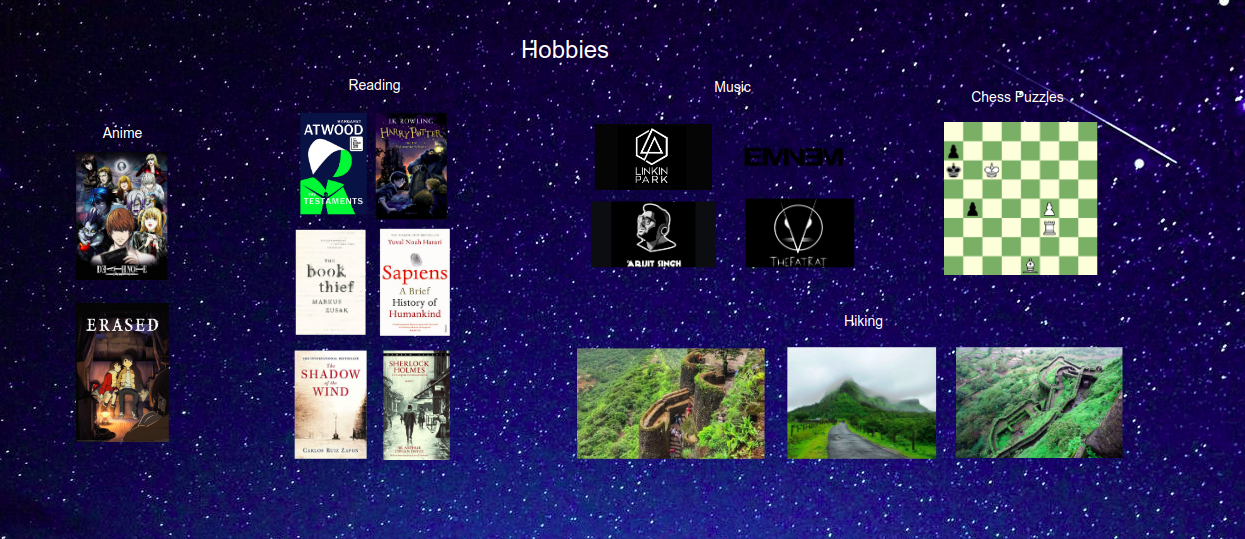 Hobbies
Anime
ERASED
Reading
MARGARET
ATWOOD
THE
TESTAMENTS
J.K. ROWLING
HARRY POTTER
THE
book
thief
MARKUS
ZUSAK
Yuval Noah Harari
Sapiens
A Brief
History of
Humankind
THE INTERNATIONAL BESTSELLER
The
SHADOW
of the
WIND
CARLOS RUIZ ZAFON
SHERLOCK
HOLMES
Music
LINKIN
PARK
EMINEM
ARIJIT SINGH
THEFATRAT
Chess Puzzles
Hiking